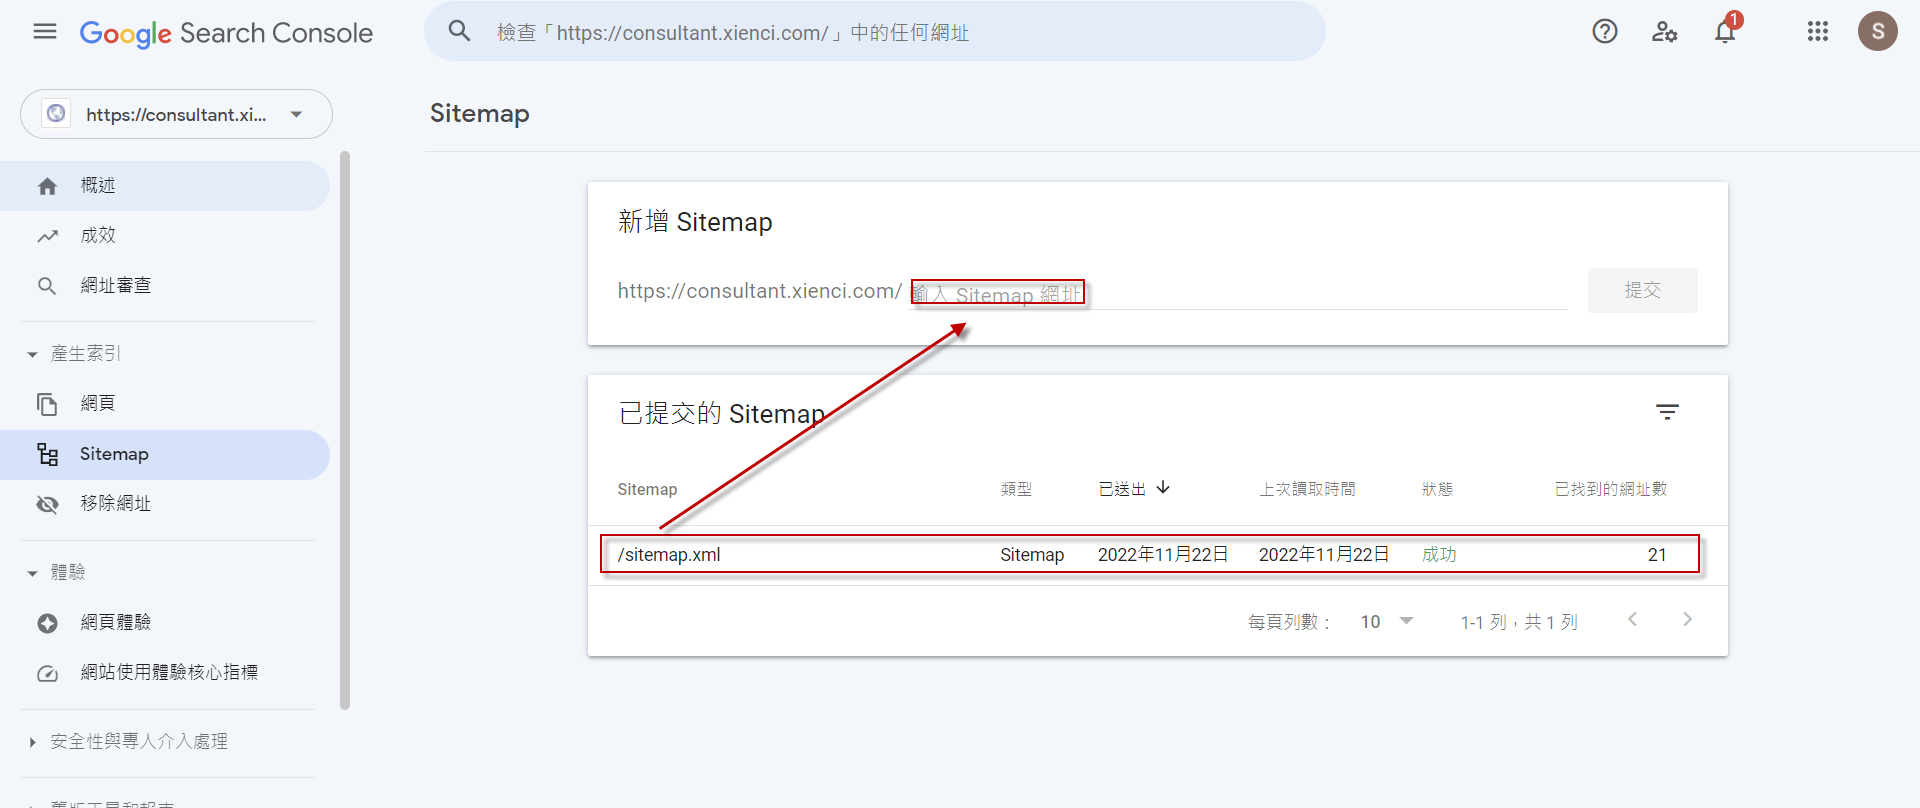 Google Search Console
檢查「https://consultant.xienci.com/」中的任何網址
1
S
https://consultant.xi...
概述
成效
網址審查
產生索引
網頁
Sitemap
移除網址
體驗
網頁體驗
網站使用體驗核心指標
安全性與專人介入處理
Sitemap
新增 Sitemap
https://consultant.xienci.com/ 輸入 Sitemap 網址
提交
已提交的 Sitemap
Sitemap 類型 已送出 上次讀取時間 狀態 已找到的網址數
/sitemap.xml Sitemap 2022年11月22日 2022年11月22日 成功 21
每頁列數： 10 1-1 列，共 1 列